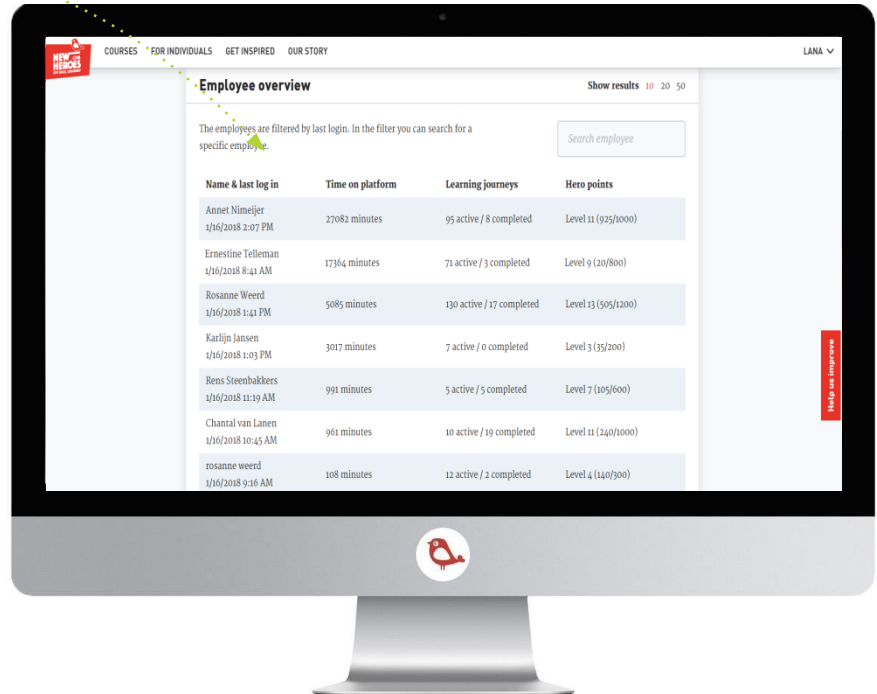 NEW HEROES
COURSES FOR INDIVIDUALS GET INSPIRED OUR STORY LANA
Employee overview Show results 10 20 50
The employees are filtered by last login. In the filter you can search for a
specific employee. Search employee
Name & last log in Time on platform Learning journeys Hero points
Annet Nimeijer
1/16/2018 2:07 PM 27082 minutes 95 active / 8 completed Level 11 (925/1000)
Ernestine Telleman
1/16/2018 8:41 AM 17364 minutes 71 active / 3 completed Level 9 (20/800)
Rosanne Weerd
1/16/2018 1:41 PM 5085 minutes 130 active / 17 completed Level 13 (505/1200)
Karlijn Jansen
1/16/2018 1:03 PM 3017 minutes 7 active / 0 completed Level 3 (35/200)
Rens Steenbakkers
1/16/2018 11:19 AM 991 minutes 5 active / 5 completed Level 7 (105/600)
Chantal van Lanen
1/16/2018 10:45 AM 961 minutes 10 active / 19 completed Level 11 (240/1000)
rosanne weerd
1/16/2018 9:16 AM 108 minutes 12 active / 2 completed Level 4 (140/300)
Help us improve